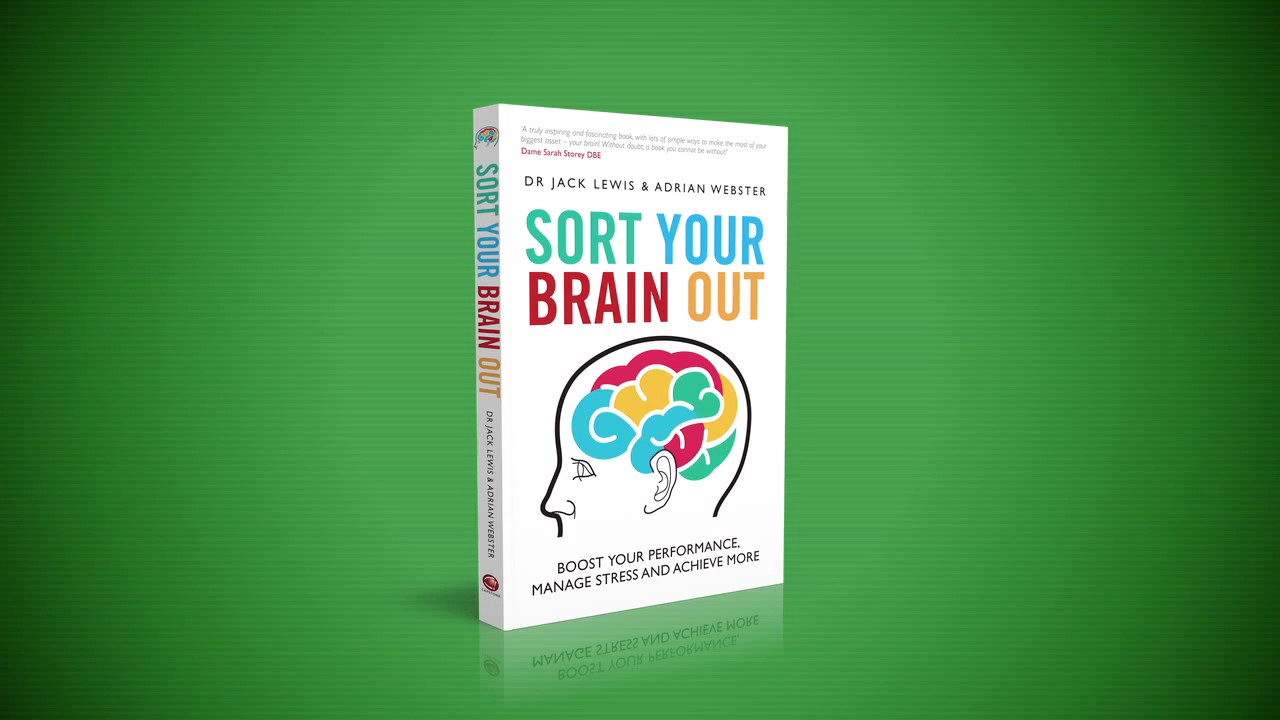 'A truly inspiring and fascinating book, with lots of simple ways to make the most of your
biggest asset – your brain! Without doubt, a book you cannot be without!'
Dame Sarah Storey DBE
DR JACK LEWIS & ADRIAN WEBSTER
SORT YOUR
BRAIN OUT
BOOST YOUR PERFORMANCE,
MANAGE STRESS AND ACHIEVE MORE
SORT YOUR BRAIN OUT
DR JACK LEWIS & ADRIAN WEBSTER
CAPSTONE